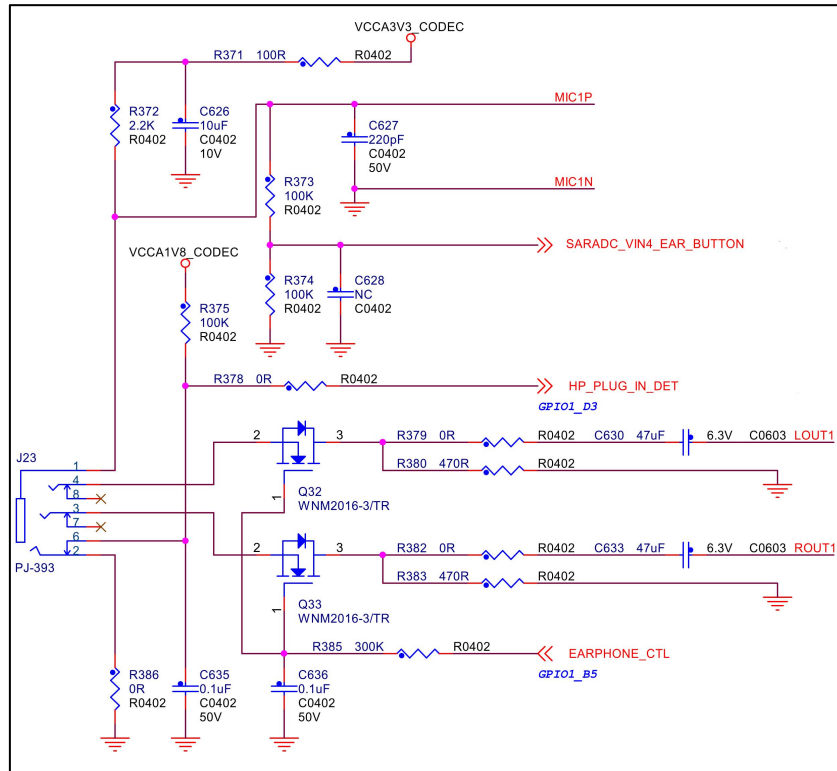 VCCA3V3_CODEC
R371 100R R0402
R372
2.2K
R0402
C626
10uF
C0402
10V
MIC1P
C627
220pF
C0402
50V
MIC1N
R373
100K
R0402
SARADC_VIN4_EAR_BUTTON
VCCA1V8_CODEC
R374
100K
R0402
C628
NC
C0402
R375
100K
R0402
R378 0R R0402
HP_PLUG_IN_DET
GPIO1_D3
2 3
R379 0R R0402 C630 47uF 6.3V C0603 LOUT1
R380 470R R0402
J23
1
4
8
3
7
6
2
PJ-393
1
Q32
WNM2016-3/TR
2 3
R382 0R R0402 C633 47uF 6.3V C0603 ROUT1
R383 470R R0402
1
Q33
WNM2016-3/TR
R385 300K R0402
EARPHONE_CTL
GPIO1_B5
R386
0R
R0402
C635
0.1uF
C0402
50V
C636
0.1uF
C0402
50V